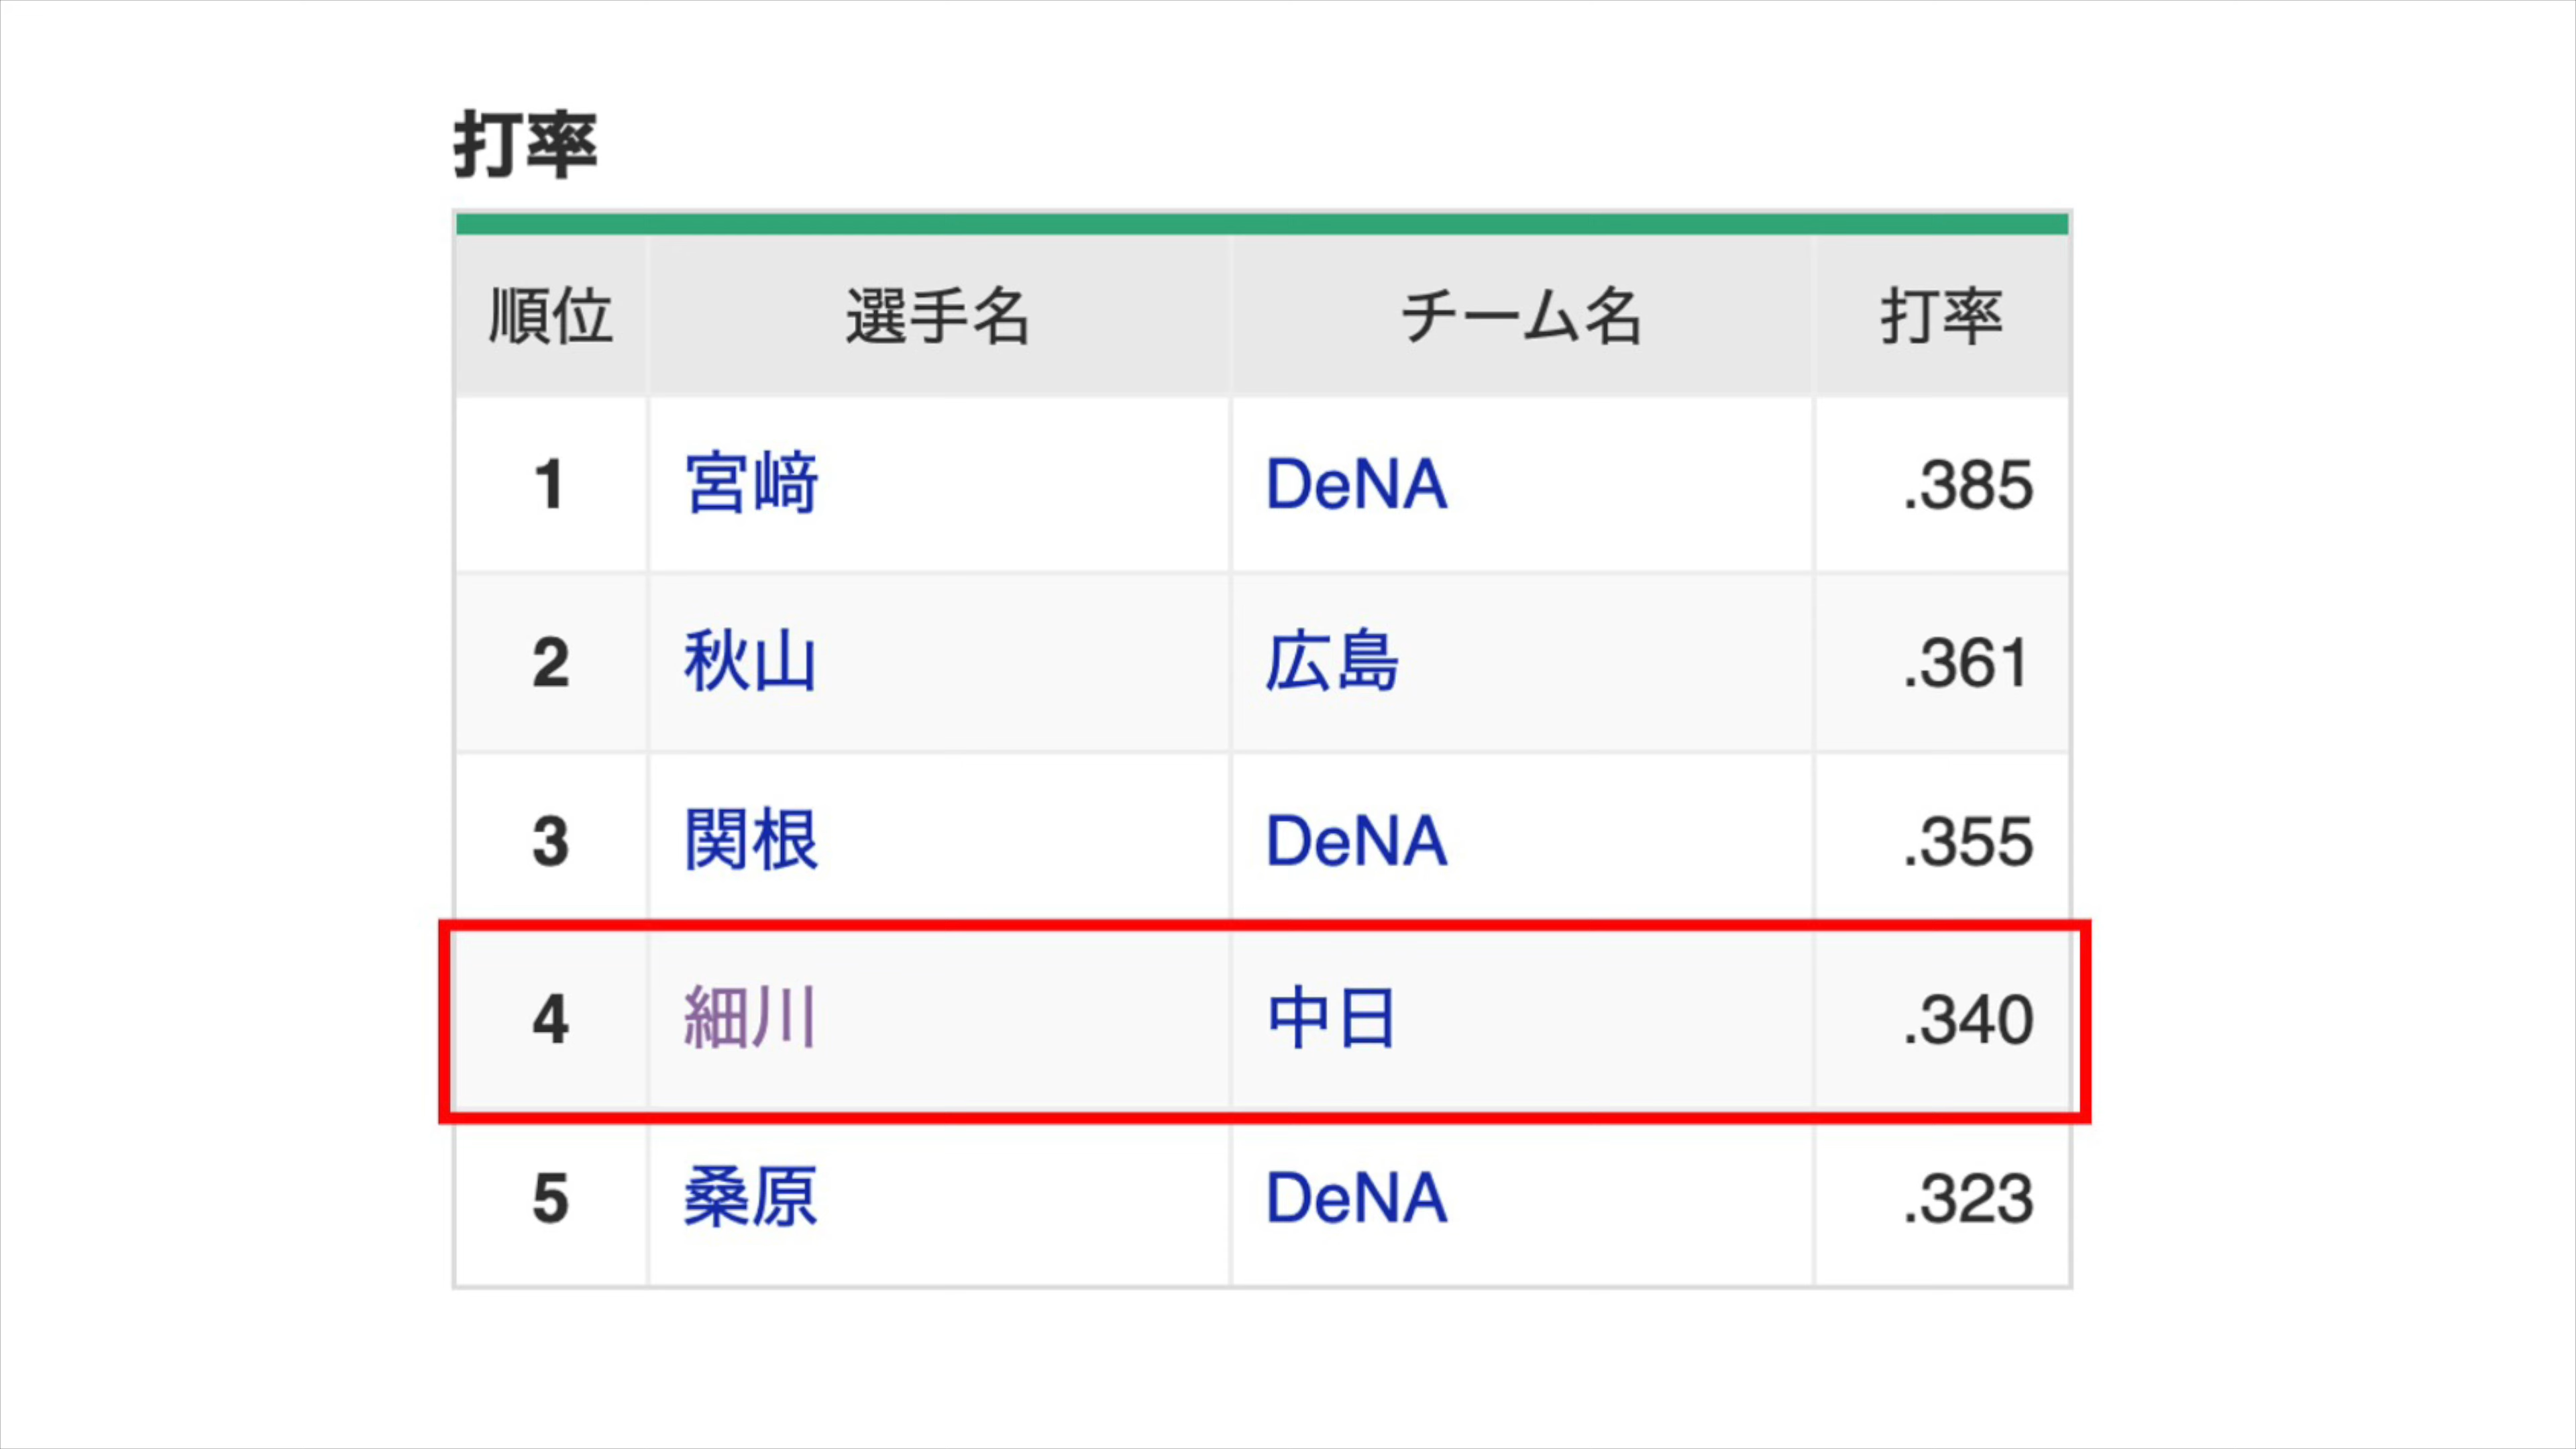 打率
順位 選手名 チーム名 打率
1 宮﨑 DeNA .385
2 秋山 広島 .361
3 関根 DeNA .355
4 細川 中日 .340
5 桑原 DeNA .323